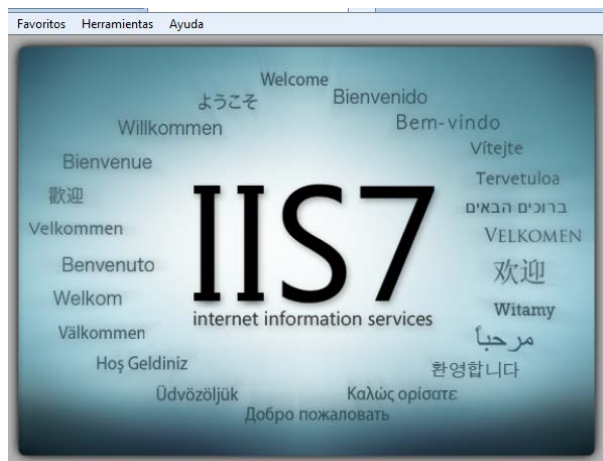 Favoritos Herramientas Ayuda
Welcome
ようこそ
Bienvenido
Willkommen
Bem-vindo
Bienvenue
Vítejte
歡迎
Tervetuloa
ברוכים הבאים
Velkommen
VELKOMEN
Benvenuto
欢迎
Welkom
Witamy
IIS7
internet information services
Välkommen
مرحباً
Hoş Geldiniz
환영합니다
Üdvözöljük
Καλώς ορίσατε
Добро пожаловать